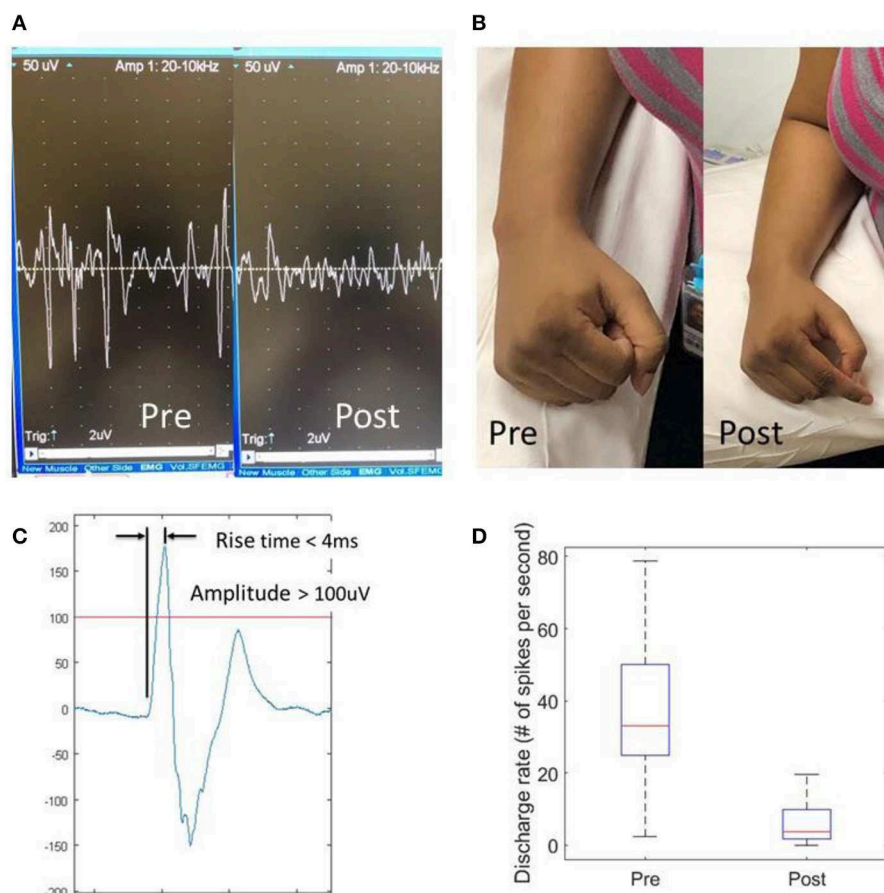 A
B
50 uV Amp 1: 20-10kHz
50 uV Amp 1: 20-10kHz
Pre
Post
Trig:↑ 2uV
Trig:↑ 2uV
New Muscle Other Side EMG Vol.SFEMG
New Muscle Other Side EMG Vol.SFEMG
Pre
Post
C
200
150
100
50
0
-50
-100
-150
-200
Rise time < 4ms
Amplitude > 100uV
D
Discharge rate (# of spikes per second)
80
60
40
20
0
Pre
Post